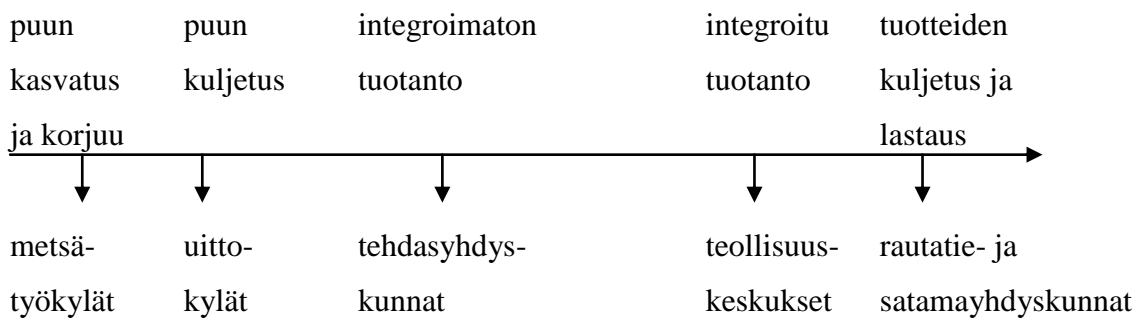 puun puun integroimaton integroitu tuotteiden
kasvatus kuljetus tuotanto tuotanto kuljetus ja
ja korjuu lastaus
metsä- uitto- tehdasyhdys- teollisuus- rautatie- ja
työkylät kylät kunnat keskukset satamayhdyskunnat